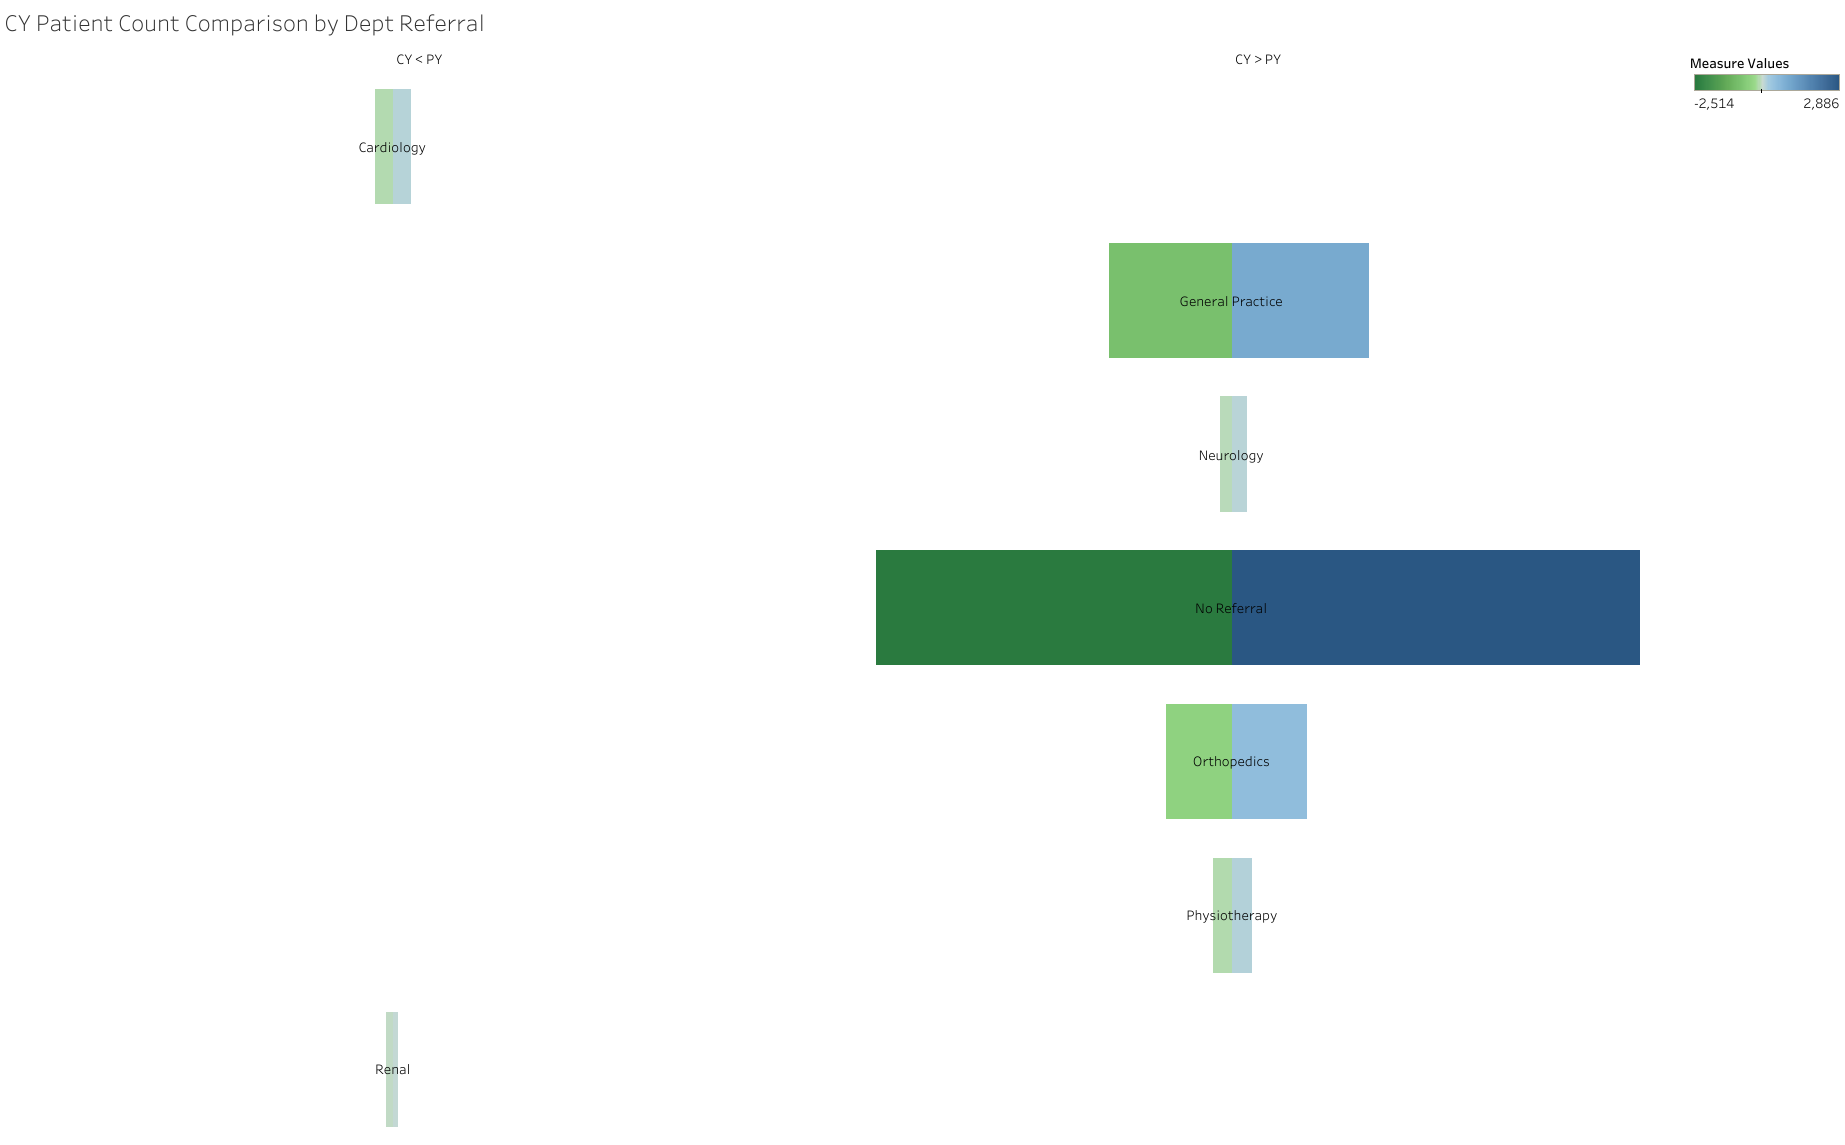 CY Patient Count Comparison by Dept Referral
CY < PY
CY > PY
Measure Values
-2,514
2,886
Cardiology
General Practice
Neurology
No Referral
Orthopedics
Physiotherapy
Renal